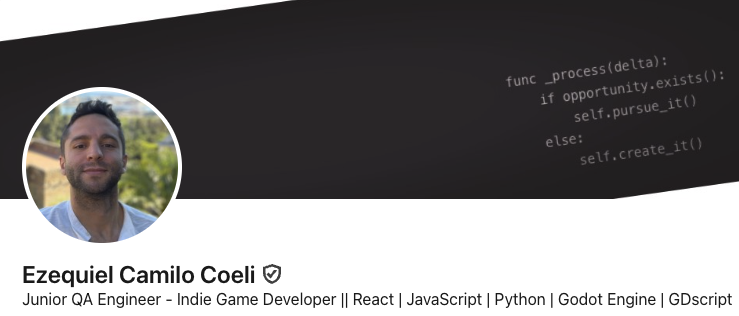 func _process(delta):
if opportunity.exists():
self.pursue_it()
else:
self.create_it()
Ezequiel Camilo Coeli
Junior QA Engineer - Indie Game Developer || React | JavaScript | Python | Godot Engine | GDscript